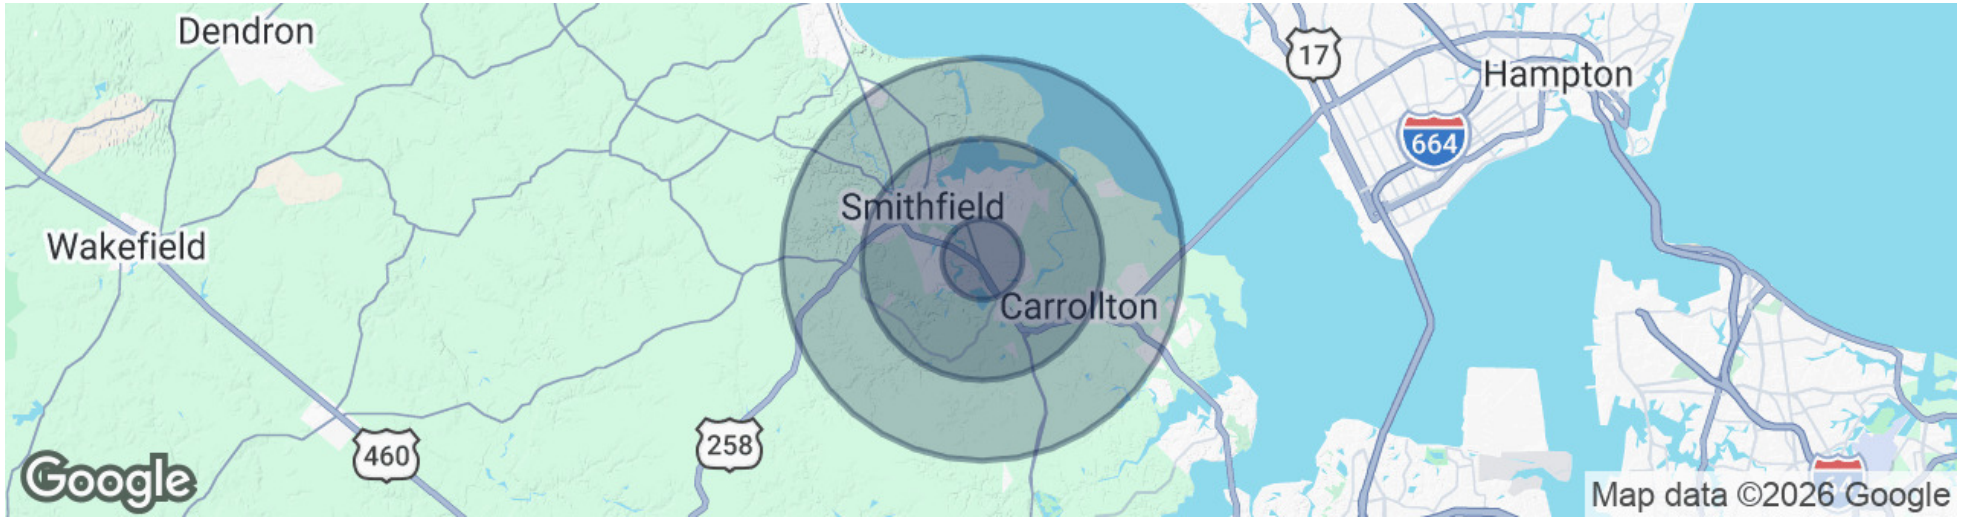 Dendron
17
Hampton
664
Smithfield
Wakefield
Carrollton
258
460
Google
Map data ©2026 Google